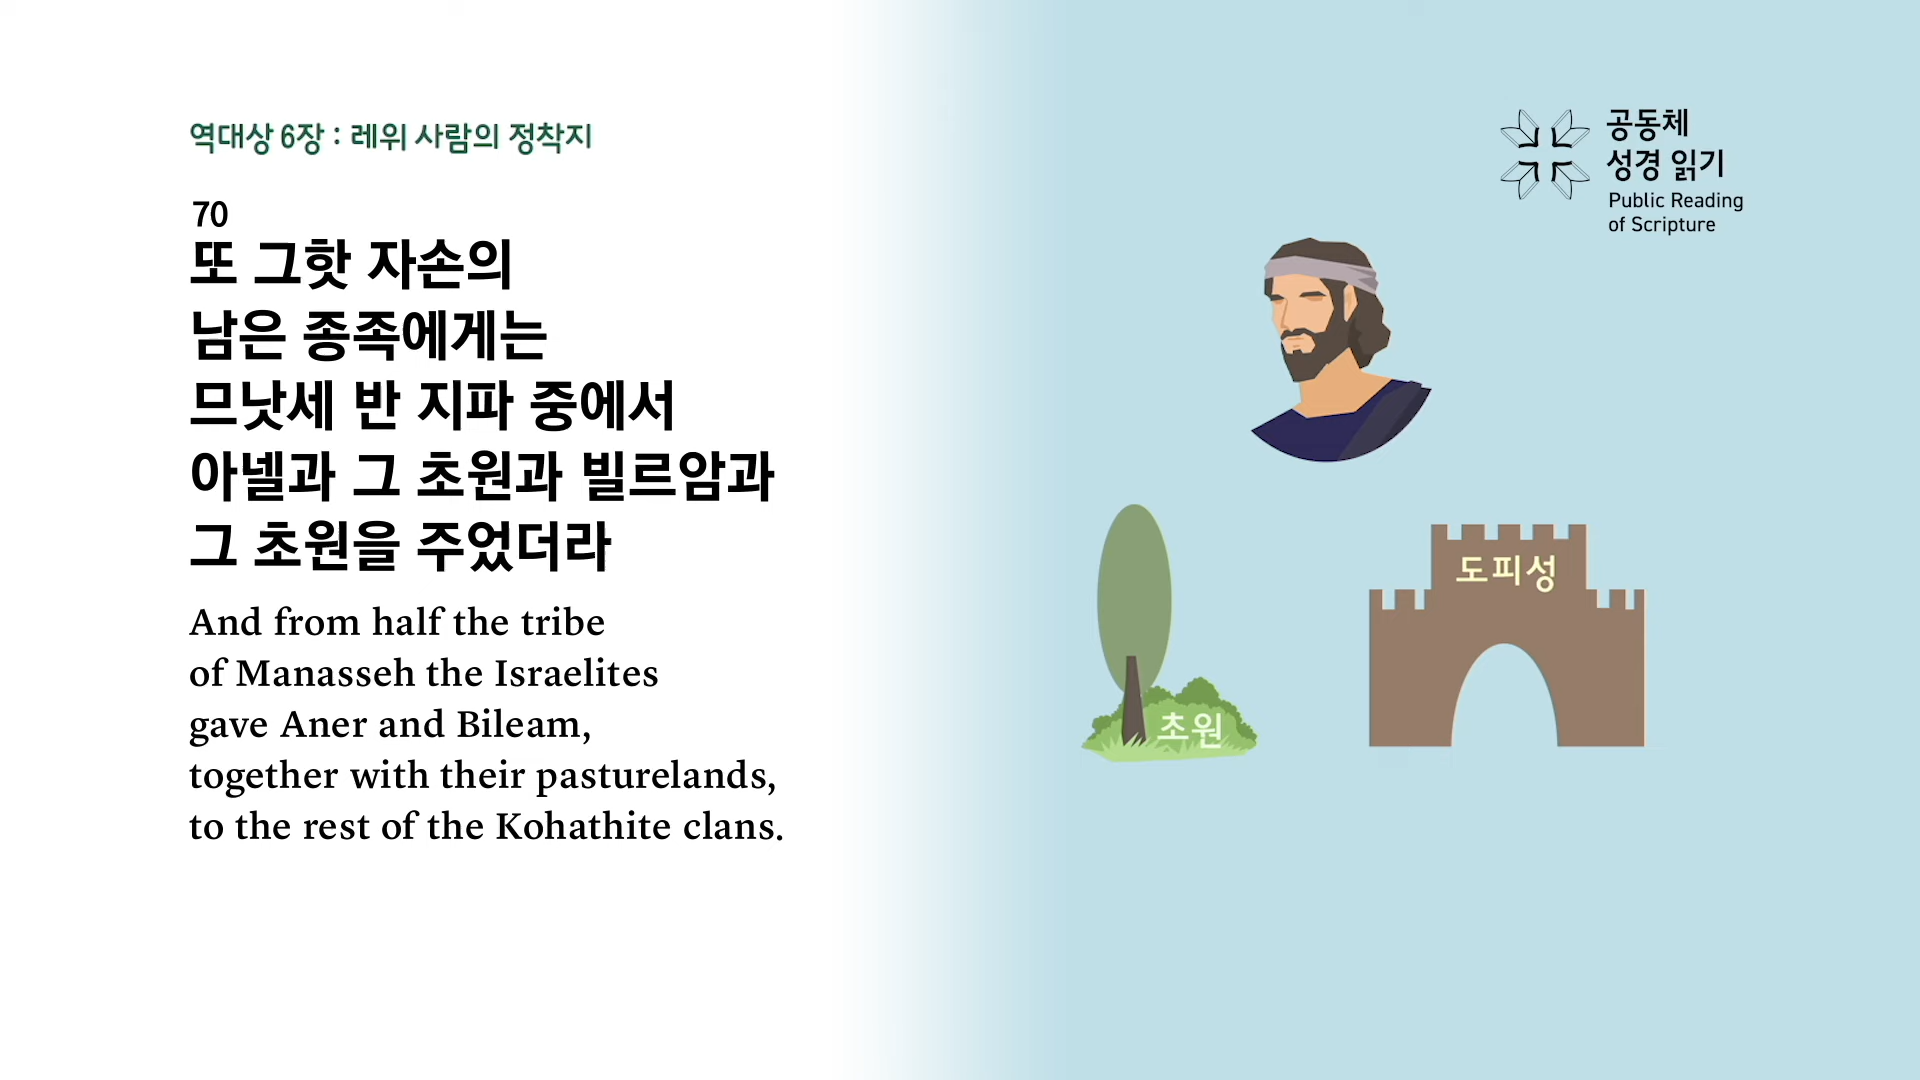 역대상 6장 : 레위 사람의 정착지
70
또 그핫 자손의
남은 종족에게는
므낫세 반 지파 중에서
아넬과 그 초원과 빌르암과
그 초원을 주었더라
And from half the tribe
of Manasseh the Israelites
gave Aner and Bileam,
together with their pasturelands,
to the rest of the Kohathite clans.
공동체
성경 읽기
Public Reading
of Scripture
도피성
초원